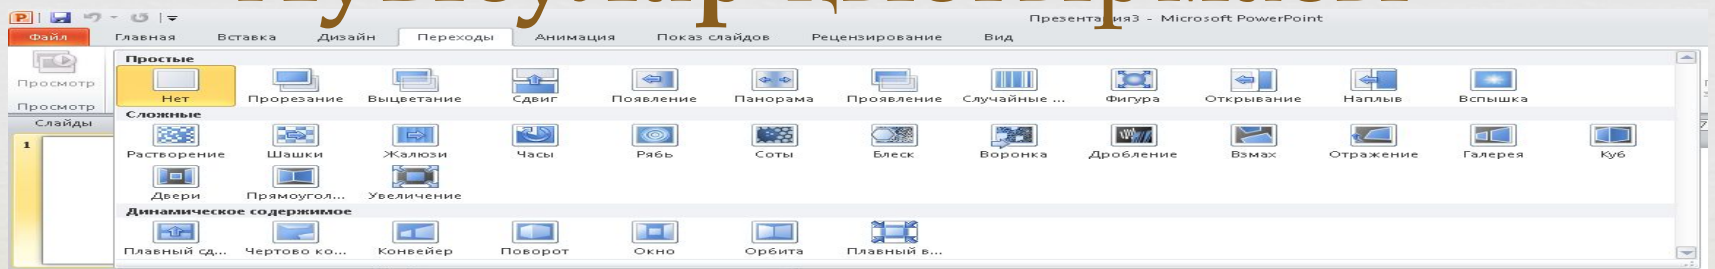 Презентация3 - Microsoft PowerPoint
Файл Главная Вставка Дизайн Переходы Анимация Показ слайдов Рецензирование Вид
Просмотр
Просмотр
Слайды
1
Простые
Нет Прорезание Выцветание Сдвиг Появление Панорама Проявление Случайные ... Фигура Открывание Наплыв Вспышка
Сложные
Растворение Шашки Жалюзи Часы Рябь Соты Блеск Воронка Дробление Взмах Отражение Галерея Куб
Двери Прямоугол... Увеличение
Динамическое содержимое
Плавный сд... Чертово ко... Конвейер Поворот Окно Орбита Плавный в...